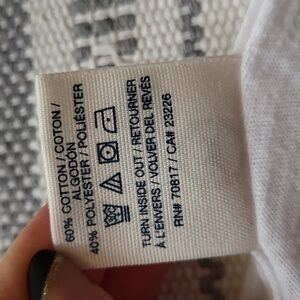 60% COTTON / COTON /
ALGODÓN
40% POLYESTER / POLIÉSTER
TURN INSIDE OUT / RETOURNER
À L'ENVERS / VOLVER DEL REVÉS
RN# 70817 / CA# 23226